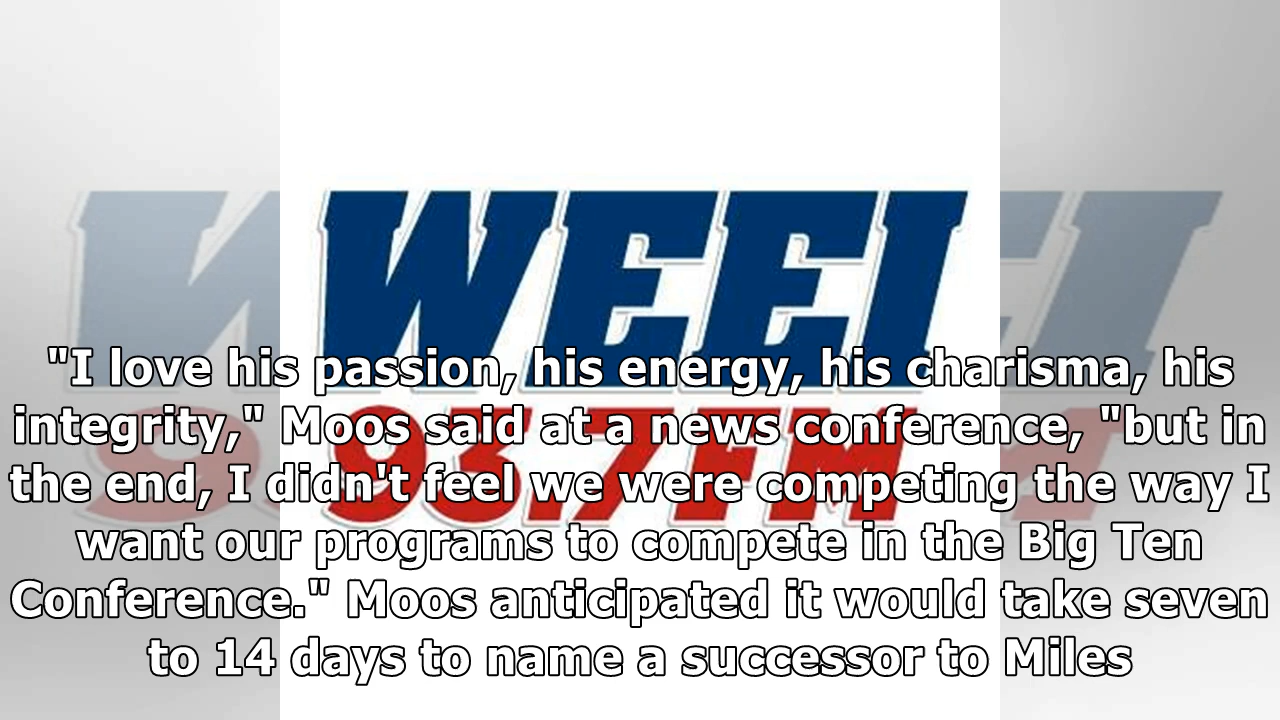 WEEI
93.7FM
"I love his passion, his energy, his charisma, his
integrity," Moos said at a news conference, "but in
the end, I didn't feel we were competing the way I
want our programs to compete in the Big Ten
Conference." Moos anticipated it would take seven
to 14 days to name a successor to Miles